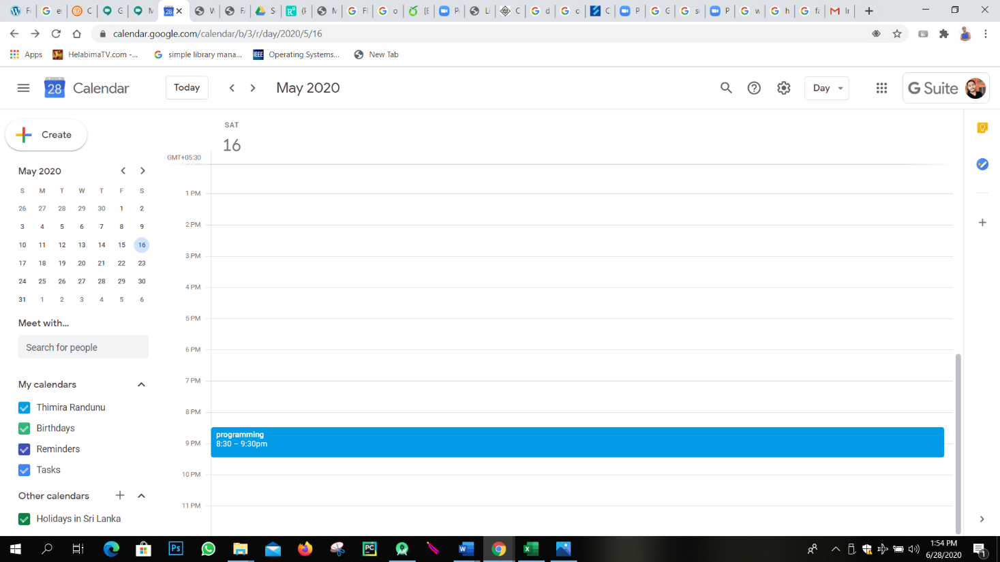 calendar.google.com/calendar/b/3/r/day/2020/5/16
Apps HelabimaTV.com -... simple library mana... Operating Systems... New Tab
28 Calendar Today May 2020 Day G Suite
Create
SAT
16
GMT+05:30
May 2020
S M T W T F S
26 27 28 29 30 1 2
3 4 5 6 7 8 9
10 11 12 13 14 15 16
17 18 19 20 21 22 23
24 25 26 27 28 29 30
31 1 2 3 4 5 6
Meet with...
Search for people
My calendars
Thimira Randunu
Birthdays
Reminders
Tasks
Other calendars
Holidays in Sri Lanka
1 PM
2 PM
3 PM
4 PM
5 PM
6 PM
7 PM
8 PM
programming
8:30 – 9:30pm
9 PM
10 PM
11 PM
1:54 PM
6/28/2020